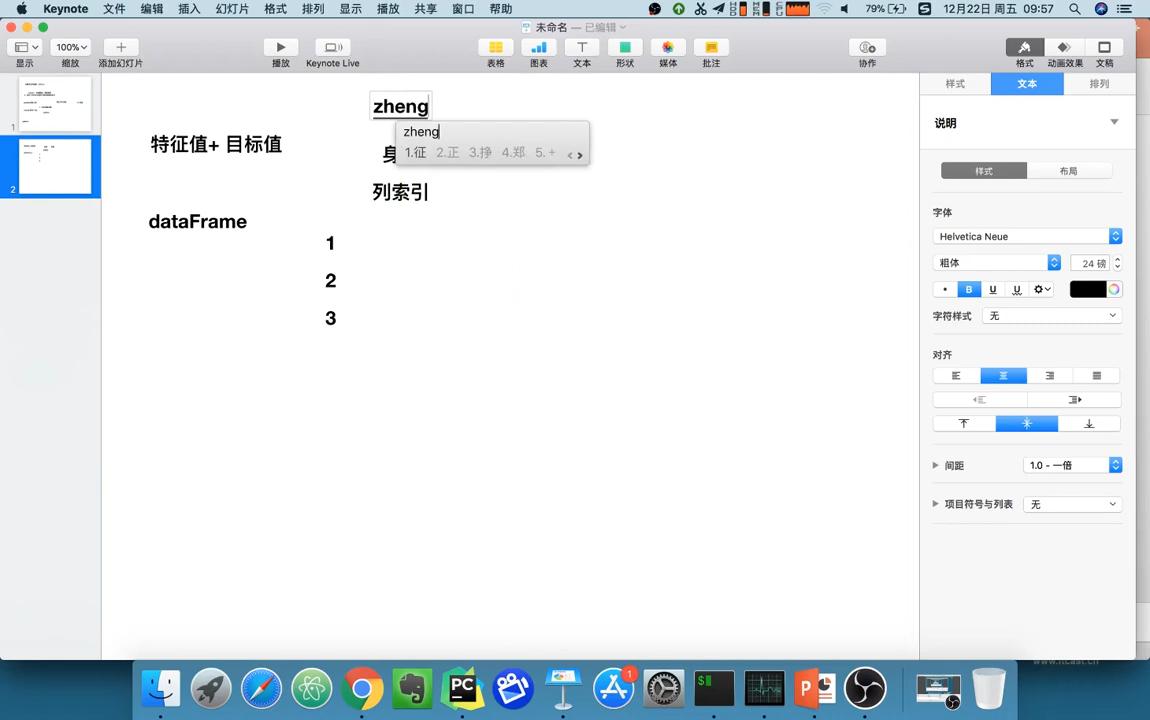 Keynote 文件 编辑 插入 幻灯片 格式 排列 显示 播放 共享 窗口 帮助 79% 12月22日 周五 09:57
未命名 — 已编辑
100%
显示 缩放 添加幻灯片 播放 Keynote Live 表格 图表 文本 形状 媒体 批注 协作 格式 动画效果 文稿
样式 文本 排列
说明
样式 布局
字体
Helvetica Neue
粗体 24 磅
B U U
字符样式 无
对齐
间距 1.0 - 一倍
项目符号与列表 无
1
2
zheng
zheng
1.征 2.正 3.挣 4.郑 5. +
特征值+ 目标值
身
列索引
dataFrame
1
2
3
PC
1
$
P
www.itcast.cn